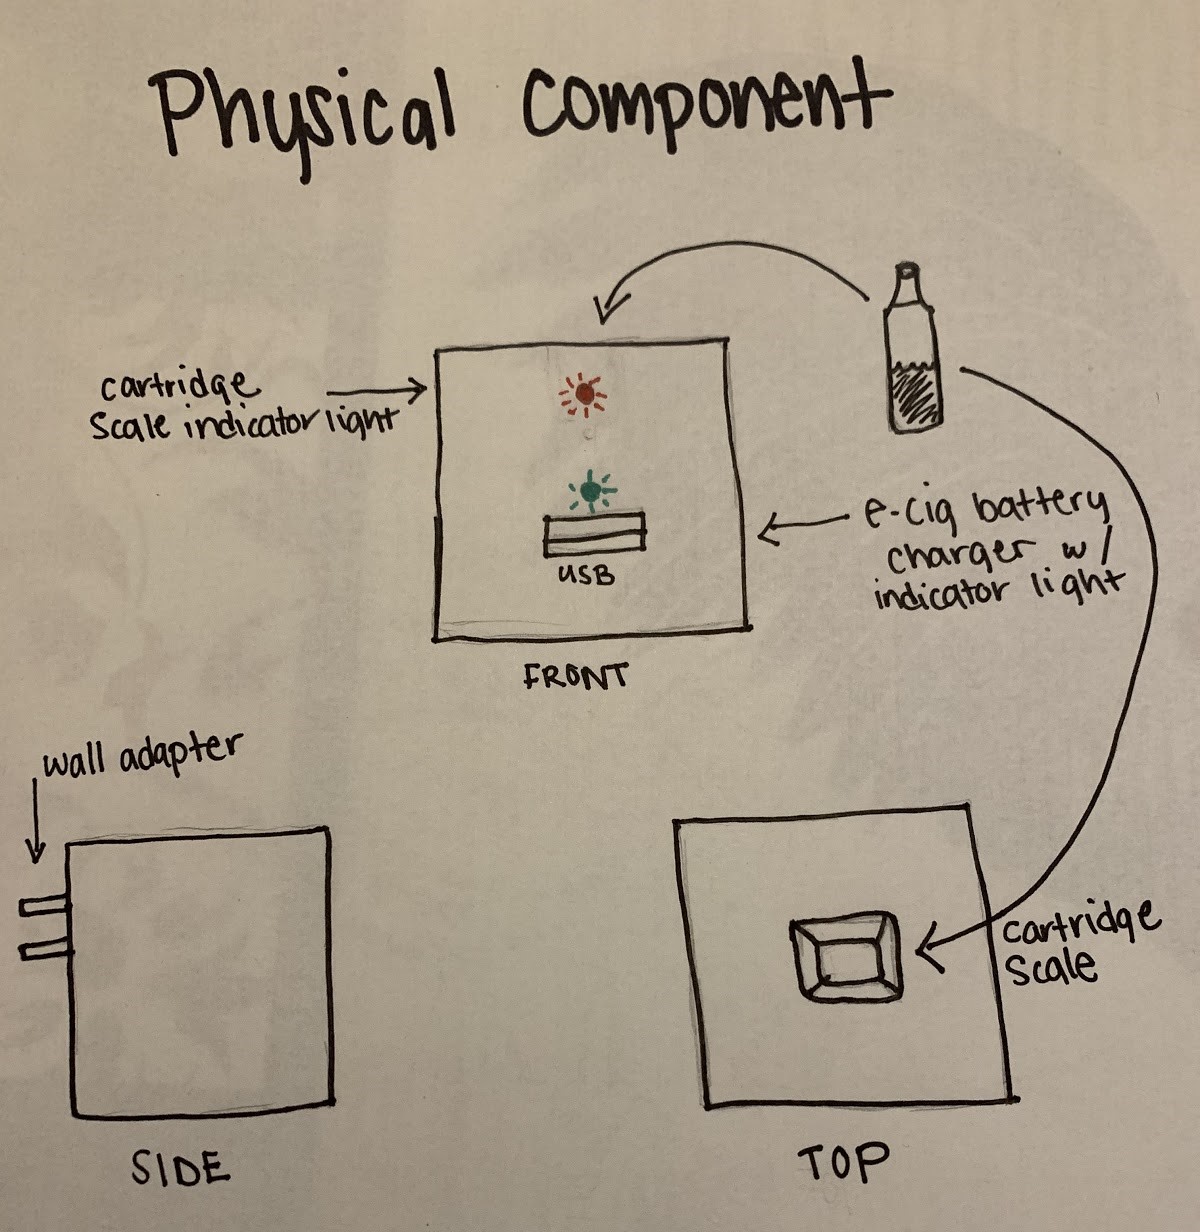 Physical component
cartridge
Scale indicator light
e-cig battery
charger w/
indicator light
USB
FRONT
wall adapter
SIDE
cartridge
Scale
TOP